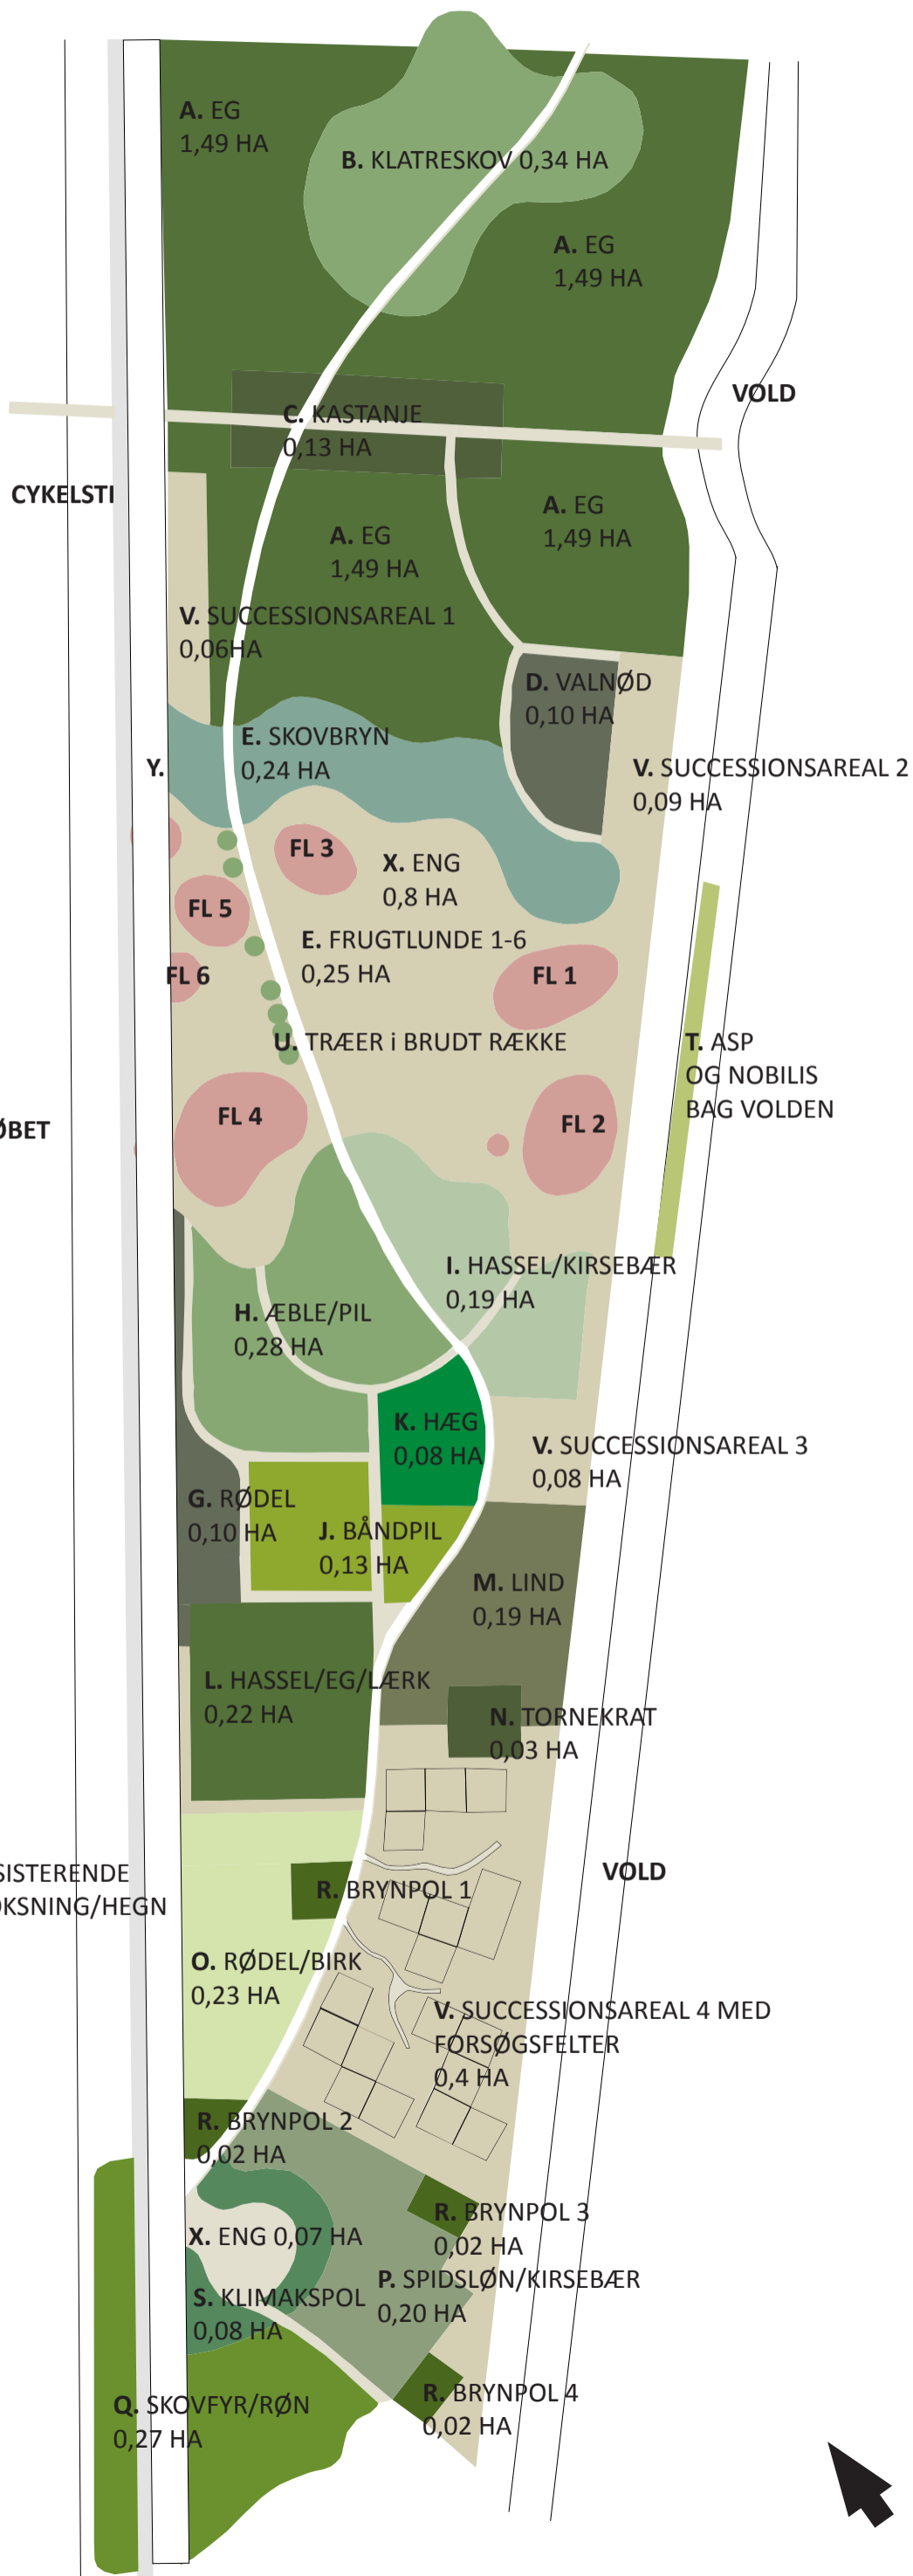 A. EG
1,49 HA
B. KLATRESKOV 0,34 HA
A. EG
1,49 HA
VOLD
C. KASTANJE
0,13 HA
CYKELSTI
A. EG
1,49 HA
A. EG
1,49 HA
V. SUCCESSIONSAREAL 1
0,06HA
D. VALNØD
0,10 HA
E. SKOVBRYN
0,24 HA
Y.
V. SUCCESSIONSAREAL 2
0,09 HA
FL 3
X. ENG
0,8 HA
FL 5
E. FRUGTLUNDE 1-6
0,25 HA
FL 6
FL 1
U. TRÆER i BRUDT RÆKKE
T. ASP
OG NOBILIS
BAG VOLDEN
FL 4
FL 2
ØBET
I. HASSEL/KIRSEBÆR
0,19 HA
H. ÆBLE/PIL
0,28 HA
K. HÆG
0,08 HA
V. SUCCESSIONSAREAL 3
0,08 HA
G. RØDEL
0,10 HA
J. BÅNDPIL
0,13 HA
M. LIND
0,19 HA
L. HASSEL/EG/LÆRK
0,22 HA
N. TORNEKRAT
0,03 HA
SISTERENDE
OKSNING/HEGN
R. BRYNPOL 1
VOLD
O. RØDEL/BIRK
0,23 HA
V. SUCCESSIONSAREAL 4 MED
FORSØGSFELTER
0,4 HA
R. BRYNPOL 2
0,02 HA
R. BRYNPOL 3
0,02 HA
X. ENG 0,07 HA
P. SPIDSLØN/KIRSEBÆR
0,20 HA
S. KLIMAKSPOL
0,08 HA
R. BRYNPOL 4
0,02 HA
Q. SKOVFYR/RØN
0,27 HA